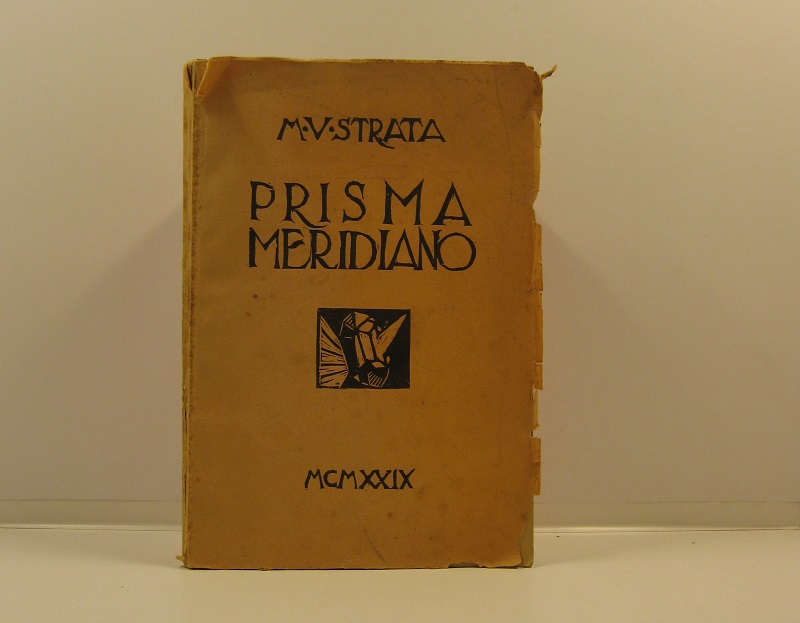 M·V·STRATA
PRISMA
MERIDIANO
MCMXXIX